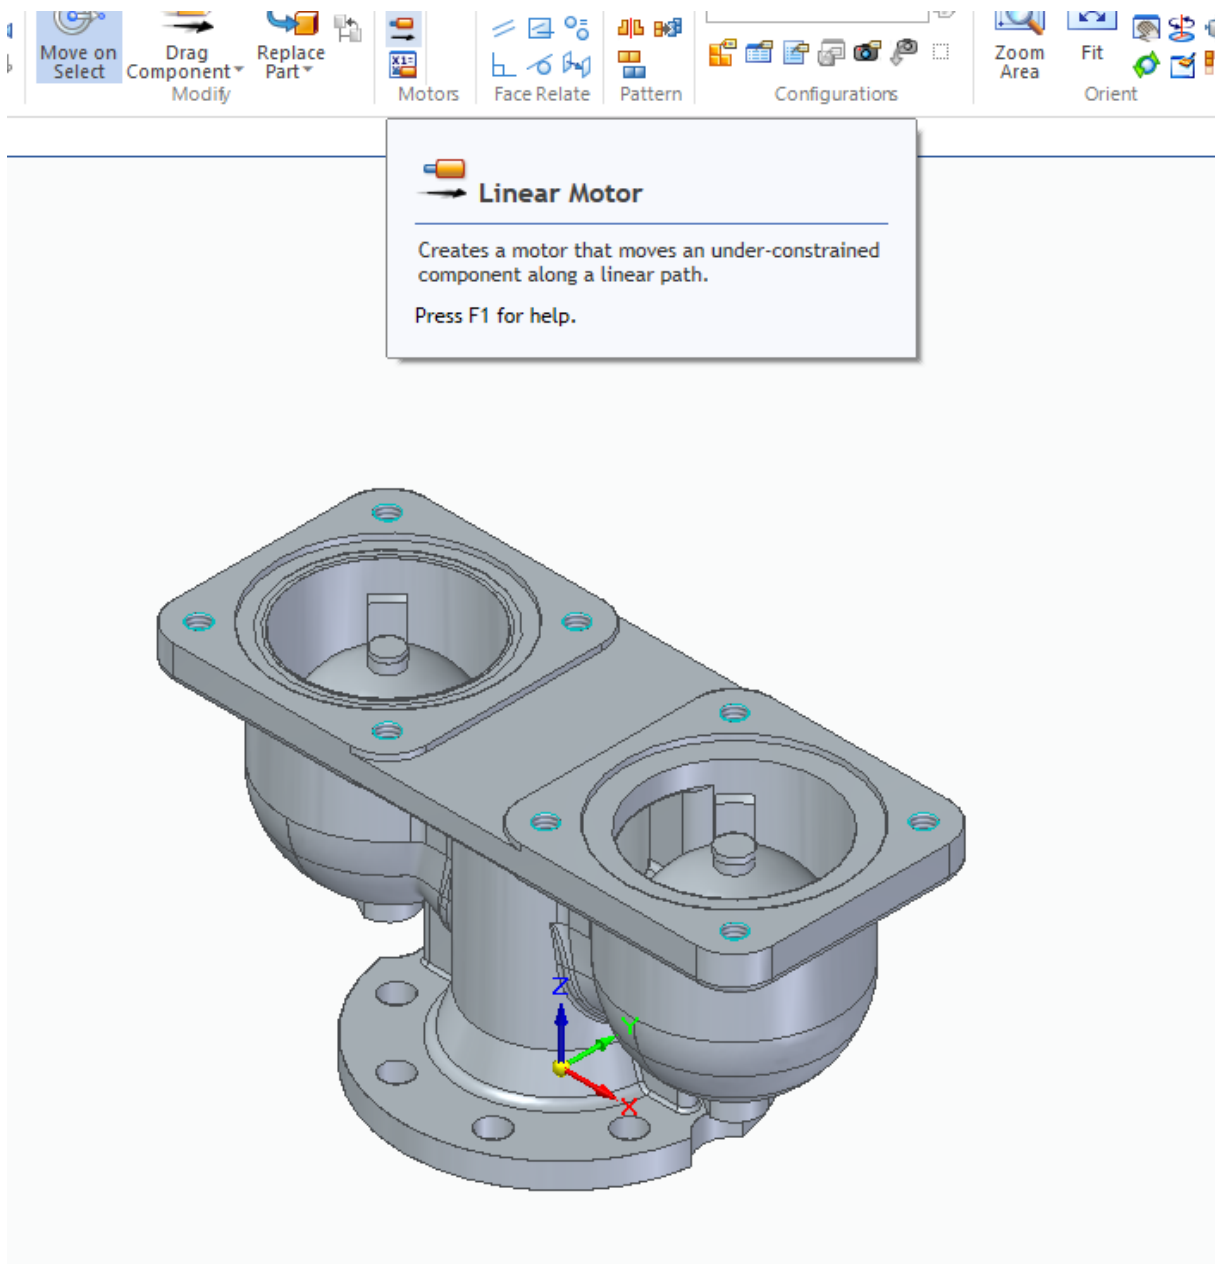 Move on
Select
Drag
Component
Replace
Part
Modify
X1=
Motors
Face Relate
Pattern
Configurations
Zoom
Area
Fit
Orient
Linear Motor
Creates a motor that moves an under-constrained
component along a linear path.
Press F1 for help.
Z
Y
X